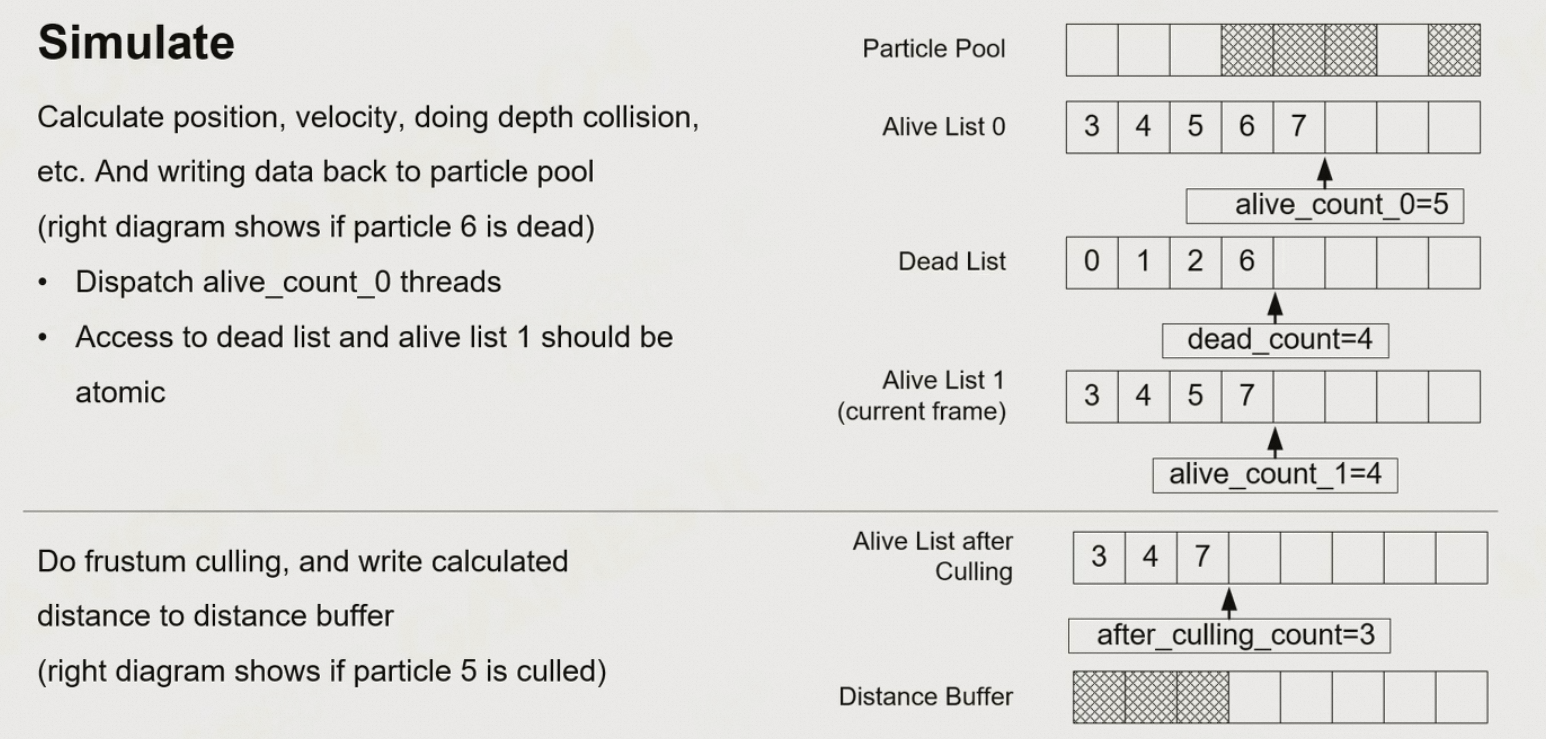 Simulate
Calculate position, velocity, doing depth collision,
etc. And writing data back to particle pool
(right diagram shows if particle 6 is dead)
• Dispatch alive_count_0 threads
• Access to dead list and alive list 1 should be
atomic
Particle Pool
Alive List 0
3 4 5 6 7
alive_count_0=5
Dead List
0 1 2 6
dead_count=4
Alive List 1
(current frame)
3 4 5 7
alive_count_1=4
Do frustum culling, and write calculated
distance to distance buffer
(right diagram shows if particle 5 is culled)
Alive List after
Culling
3 4 7
after_culling_count=3
Distance Buffer